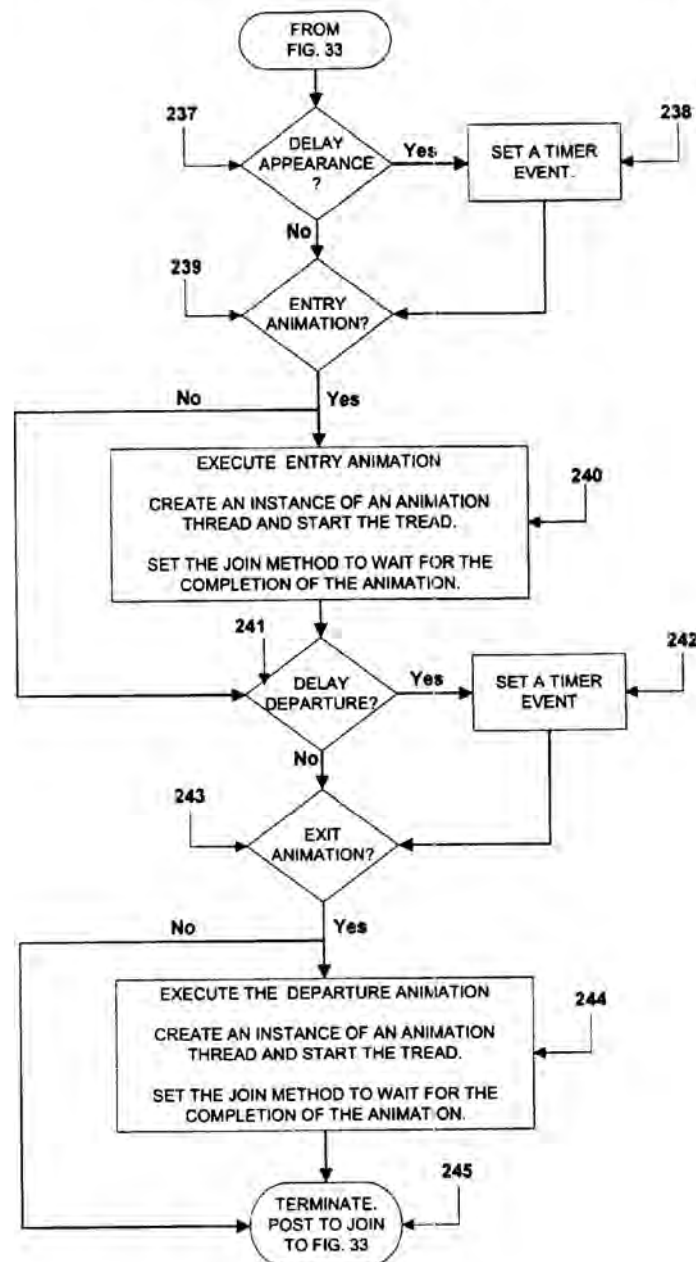 FROM
FIG. 33
237
DELAY
APPEARANCE
?
Yes
238
SET A TIMER
EVENT.
No
239
ENTRY
ANIMATION?
No
Yes
EXECUTE ENTRY ANIMATION
CREATE AN INSTANCE OF AN ANIMATION
THREAD AND START THE TREAD.
SET THE JOIN METHOD TO WAIT FOR THE
COMPLETION OF THE ANIMATION.
240
241
DELAY
DEPARTURE?
Yes
242
SET A TIMER
EVENT
No
243
EXIT
ANIMATION?
No
Yes
EXECUTE THE DEPARTURE ANIMATION
CREATE AN INSTANCE OF AN ANIMATION
THREAD AND START THE TREAD.
SET THE JOIN METHOD TO WAIT FOR THE
COMPLETION OF THE ANIMATION.
244
245
TERMINATE.
POST TO JOIN
TO FIG. 33